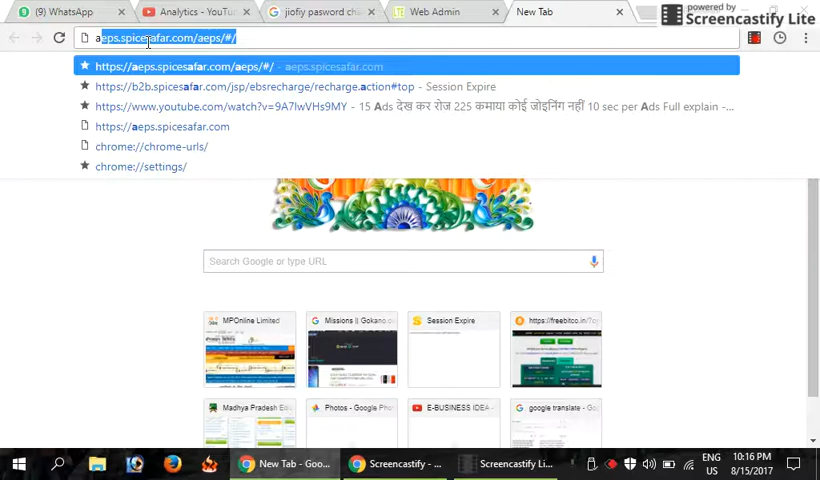 powered by
Screencastify Lite
(9) WhatsApp
Analytics - YouTu
jiofiy pasword ch
Web Admin
New Tab
aeps.spicesafar.com/aeps/#/
https://aeps.spicesafar.com/aeps/#/ - aeps.spicesafar.com
https://b2b.spicesafar.com/jsp/ebsrecharge/recharge.action#top - Session Expire
https://www.youtube.com/watch?v=9A7IwVHs9MY - 15 Ads देख कर रोज 225 कमाया कोई जोइनिंग नहीं 10 sec per Ads Full explain -...
https://aeps.spicesafar.com
chrome://chrome-urls/
chrome://settings/
Search Google or type URL
MPOnline Limited
Missions || Gokano.c
Session Expire
https://freebitco.in/?o
Madhya Pradesh Ed
Photos - Google Pho
E-BUSINESS IDEA -
google translate - Go
New Tab - Goo...
Screencastify - ...
Screencastify Li...
ENG
US
10:16 PM
8/15/2017